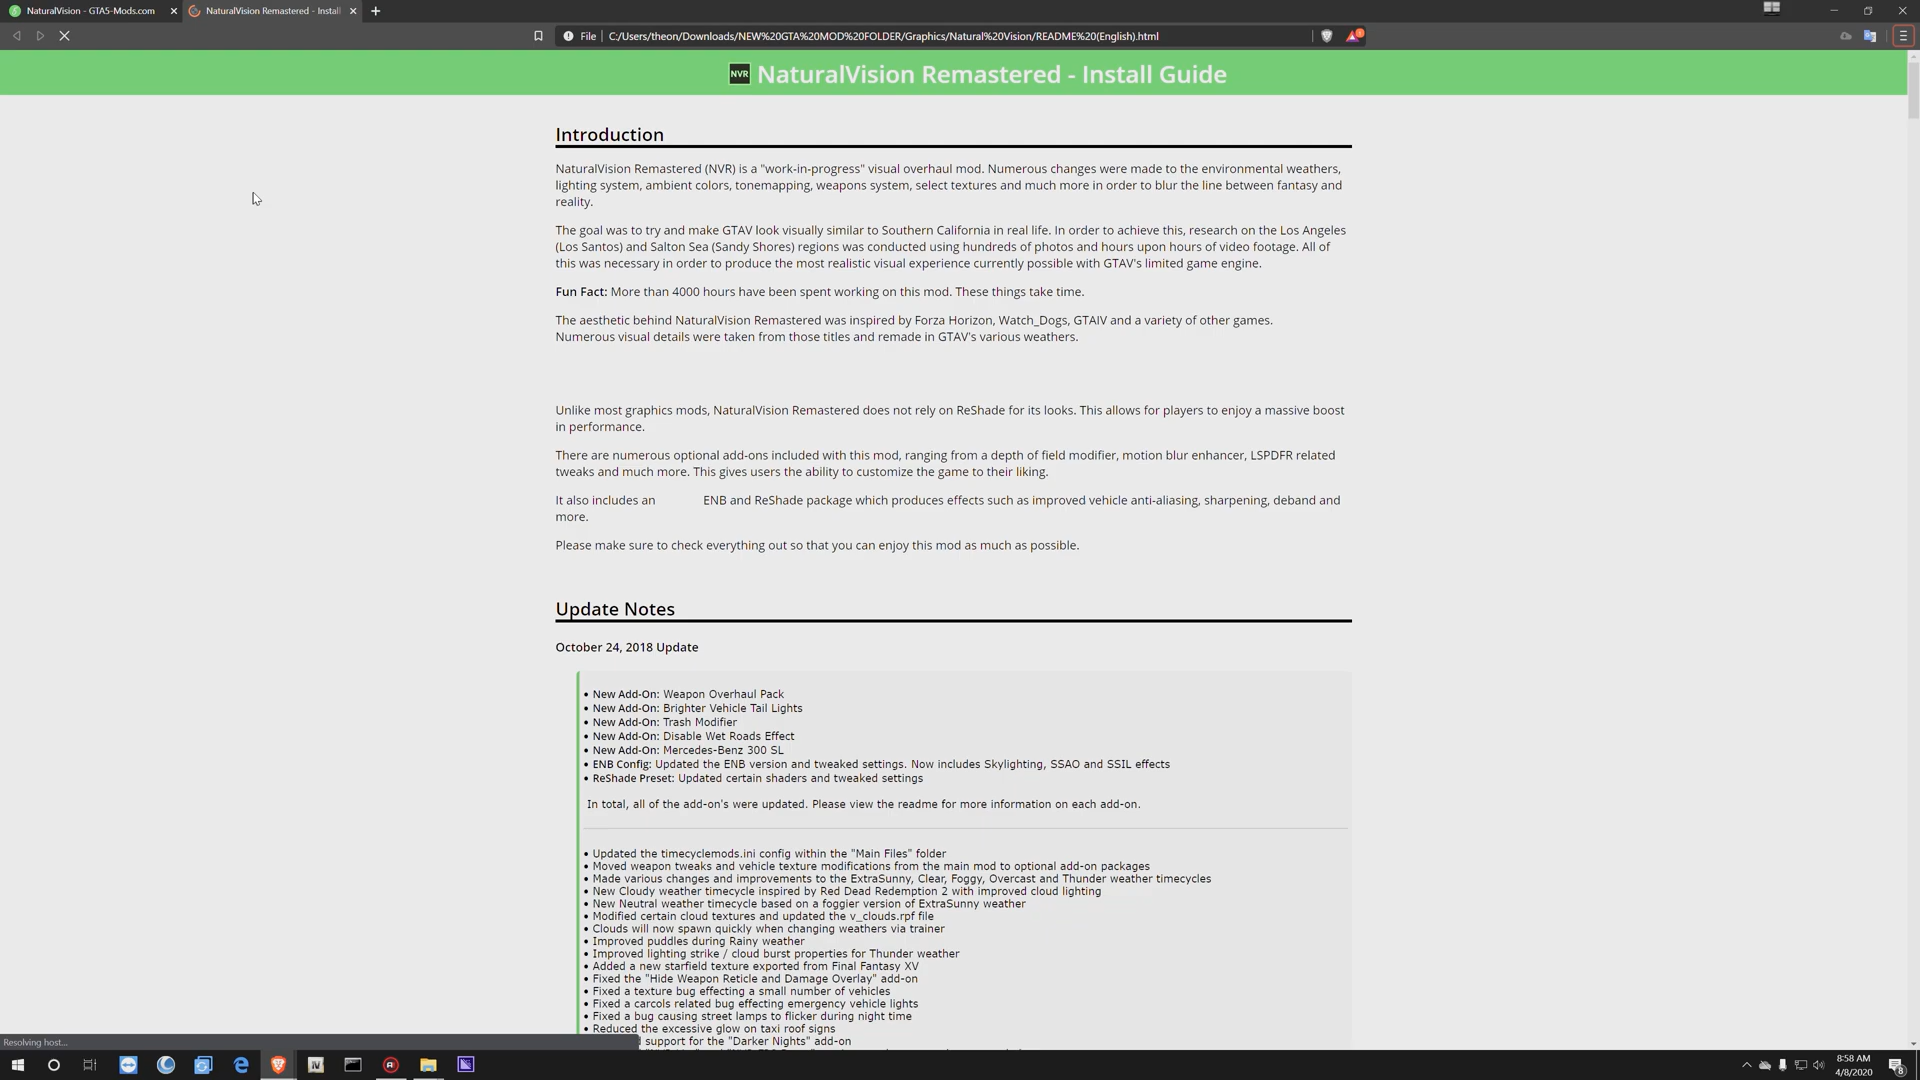 NaturalVision - GTA5-Mods.com
NaturalVision Remastered - Install
File
C:/Users/theon/Downloads/NEW%20GTA%20MOD%20FOLDER/Graphics/Natural%20Vision/README%20(English).html
NVR NaturalVision Remastered - Install Guide
Introduction
NaturalVision Remastered (NVR) is a "work-in-progress" visual overhaul mod. Numerous changes were made to the environmental weathers,
lighting system, ambient colors, tonemapping, weapons system, select textures and much more in order to blur the line between fantasy and
reality.
The goal was to try and make GTAV look visually similar to Southern California in real life. In order to achieve this, research on the Los Angeles
(Los Santos) and Salton Sea (Sandy Shores) regions was conducted using hundreds of photos and hours upon hours of video footage. All of
this was necessary in order to produce the most realistic visual experience currently possible with GTAV's limited game engine.
Fun Fact: More than 4000 hours have been spent working on this mod. These things take time.
The aesthetic behind NaturalVision Remastered was inspired by Forza Horizon, Watch_Dogs, GTAIV and a variety of other games.
Numerous visual details were taken from those titles and remade in GTAV's various weathers.
Unlike most graphics mods, NaturalVision Remastered does not rely on ReShade for its looks. This allows for players to enjoy a massive boost
in performance.
There are numerous optional add-ons included with this mod, ranging from a depth of field modifier, motion blur enhancer, LSPDFR related
tweaks and much more. This gives users the ability to customize the game to their liking.
It also includes an ENB and ReShade package which produces effects such as improved vehicle anti-aliasing, sharpening, deband and
more.
Please make sure to check everything out so that you can enjoy this mod as much as possible.
Update Notes
October 24, 2018 Update
• New Add-On: Weapon Overhaul Pack
• New Add-On: Brighter Vehicle Tail Lights
• New Add-On: Trash Modifier
• New Add-On: Disable Wet Roads Effect
• New Add-On: Mercedes-Benz 300 SL
• ENB Config: Updated the ENB version and tweaked settings. Now includes Skylighting, SSAO and SSIL effects
• ReShade Preset: Updated certain shaders and tweaked settings
In total, all of the add-on's were updated. Please view the readme for more information on each add-on.
• Updated the timecyclemods.ini config within the "Main Files" folder
• Moved weapon tweaks and vehicle texture modifications from the main mod to optional add-on packages
• Made various changes and improvements to the ExtraSunny, Clear, Foggy, Overcast and Thunder weather timecycles
• New Cloudy weather timecycle inspired by Red Dead Redemption 2 with improved cloud lighting
• New Neutral weather timecycle based on a foggier version of ExtraSunny weather
• Modified certain cloud textures and updated the v_clouds.rpf file
• Clouds will now spawn quickly when changing weathers via trainer
• Improved puddles during Rainy weather
• Improved lighting strike / cloud burst properties for Thunder weather
• Added a new starfield texture exported from Final Fantasy XV
• Fixed the "Hide Weapon Reticle and Damage Overlay" add-on
• Fixed a texture bug effecting a small number of vehicles
• Fixed a carcols related bug effecting emergency vehicle lights
• Fixed a bug causing street lamps to flicker during night time
• Reduced the excessive glow on taxi roof signs
support for the "Darker Nights" add-on
Resolving host...
8:58 AM
4/8/2020